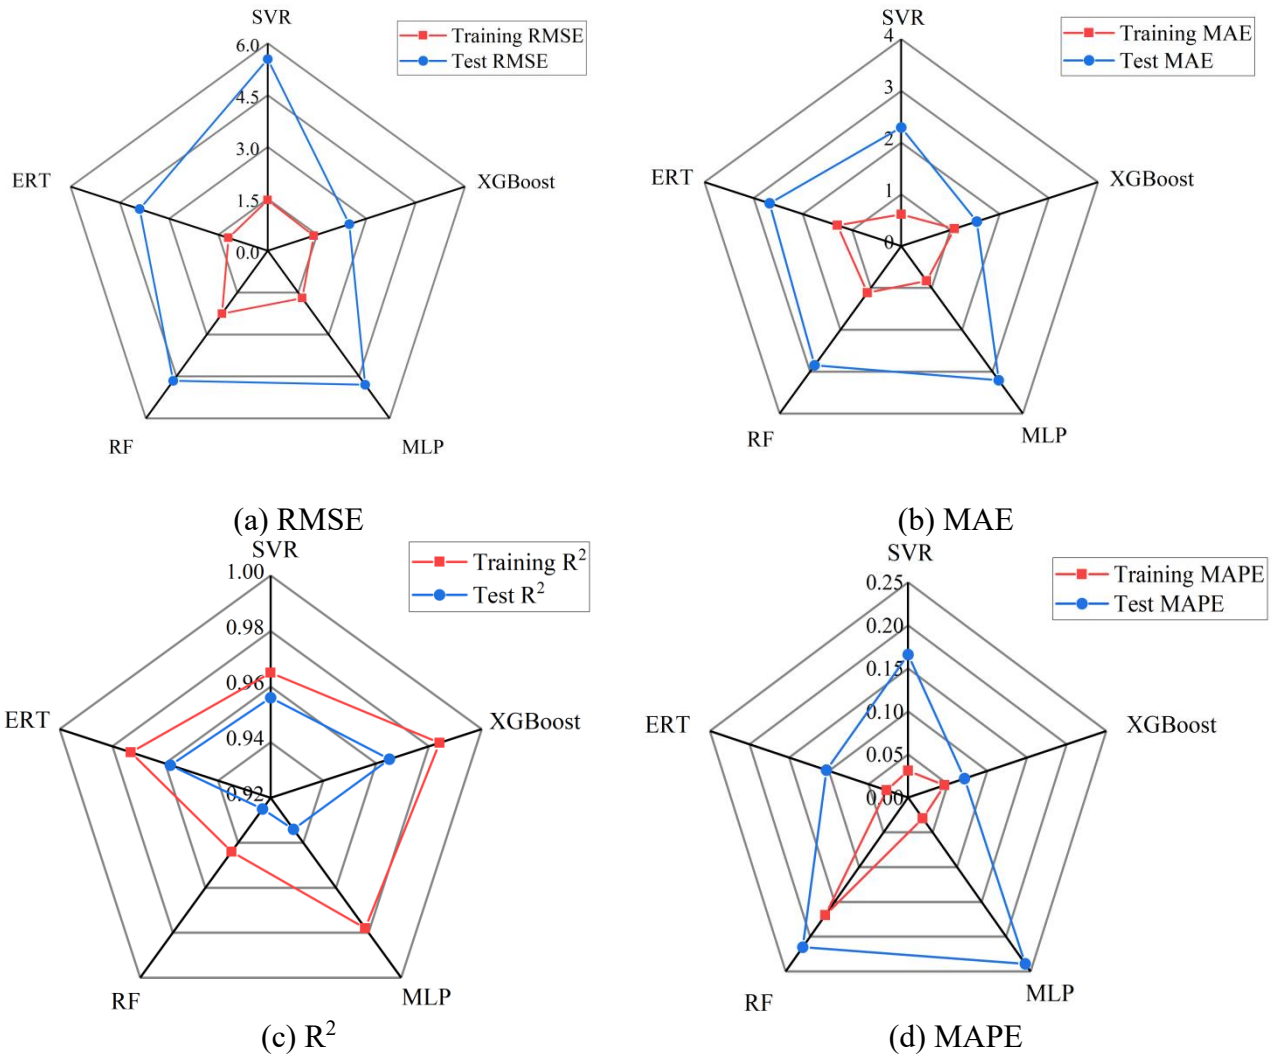 SVR
Training RMSE
Test RMSE
6.0
4.5
3.0
1.5
0.0
ERT
XGBoost
RF
MLP
(a) RMSE
SVR
Training MAE
Test MAE
4
3
2
1
0
ERT
XGBoost
RF
MLP
(b) MAE
SVR
Training R²
Test R²
1.00
0.98
0.96
0.94
0.92
ERT
XGBoost
RF
MLP
(c) R²
SVR
Training MAPE
Test MAPE
0.25
0.20
0.15
0.10
0.05
0.00
ERT
XGBoost
RF
MLP
(d) MAPE